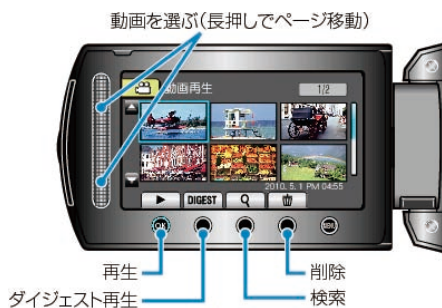 動画を選ぶ(長押しでページ移動)
動画再生
1/2
2010. 5. 1 PM 04:55
DIGEST
OK
MENU
再生
削除
ダイジェスト再生
検索